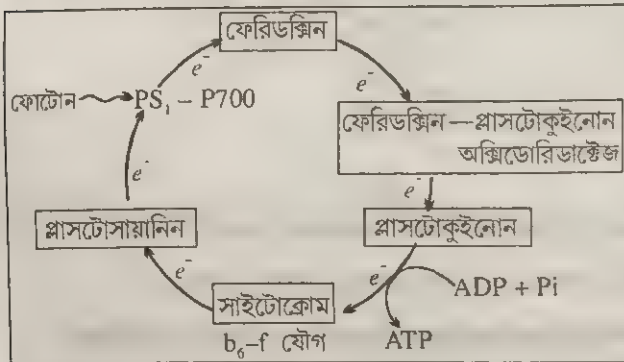 ফেরিডক্সিন
e⁻
e⁻
ফোটোন
PS₁ – P700
ফেরিডক্সিন — প্লাসটোকুইনোন
অক্সিডোরিডাক্টেজ
e⁻
e⁻
প্লাসটোসায়ানিন
প্লাসটোকুইনোন
e⁻
e⁻
ADP + Pi
সাইটোক্রোম
b₆–f যৌগ
ATP